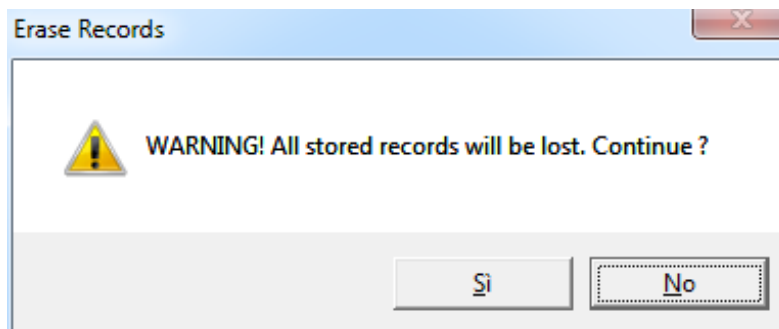 Erase Records
WARNING! All stored records will be lost. Continue ?
Sì
No